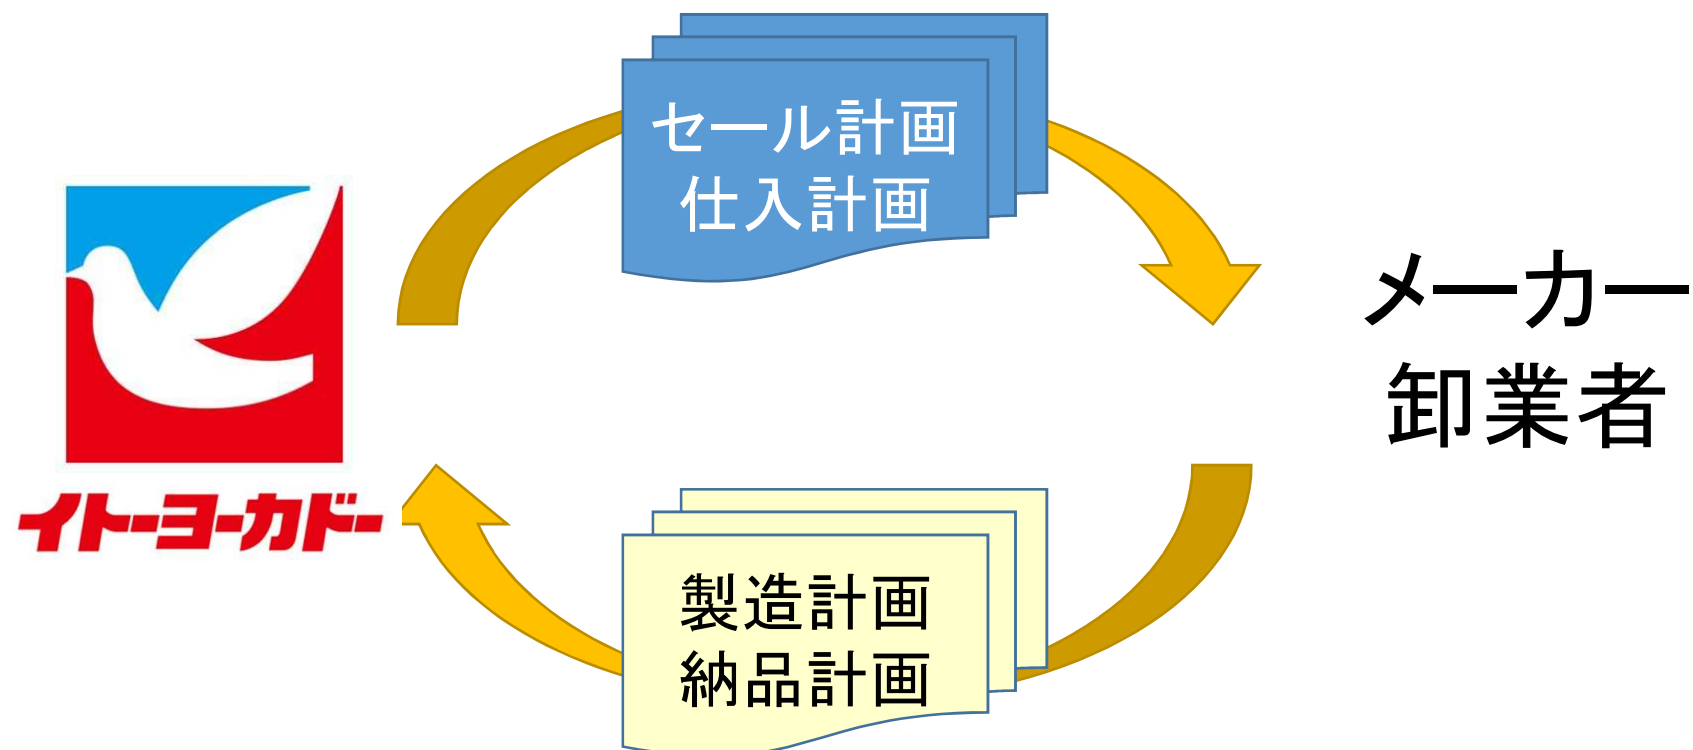 セール計画
仕入計画
メーカー
卸業者
イトーヨーカドー
製造計画
納品計画